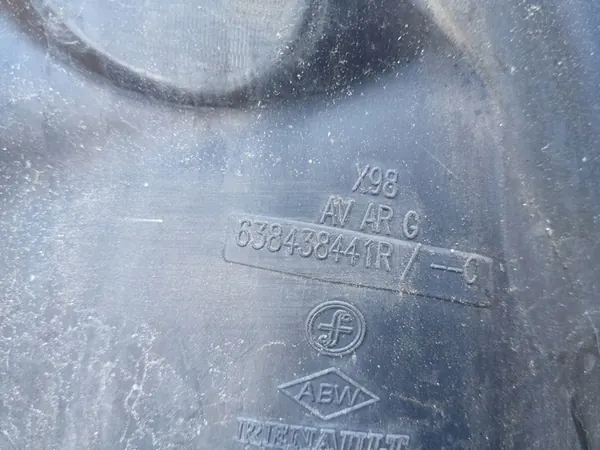 X98
AV AR G
638438441R / --C
ABW
RENAULT